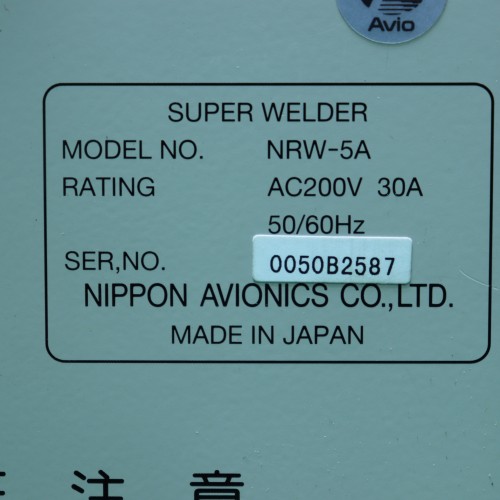 Avio
SUPER WELDER
MODEL NO. NRW-5A
RATING AC200V 30A
50/60Hz
SER,NO. 0050B2587
NIPPON AVIONICS CO.,LTD.
MADE IN JAPAN
注意